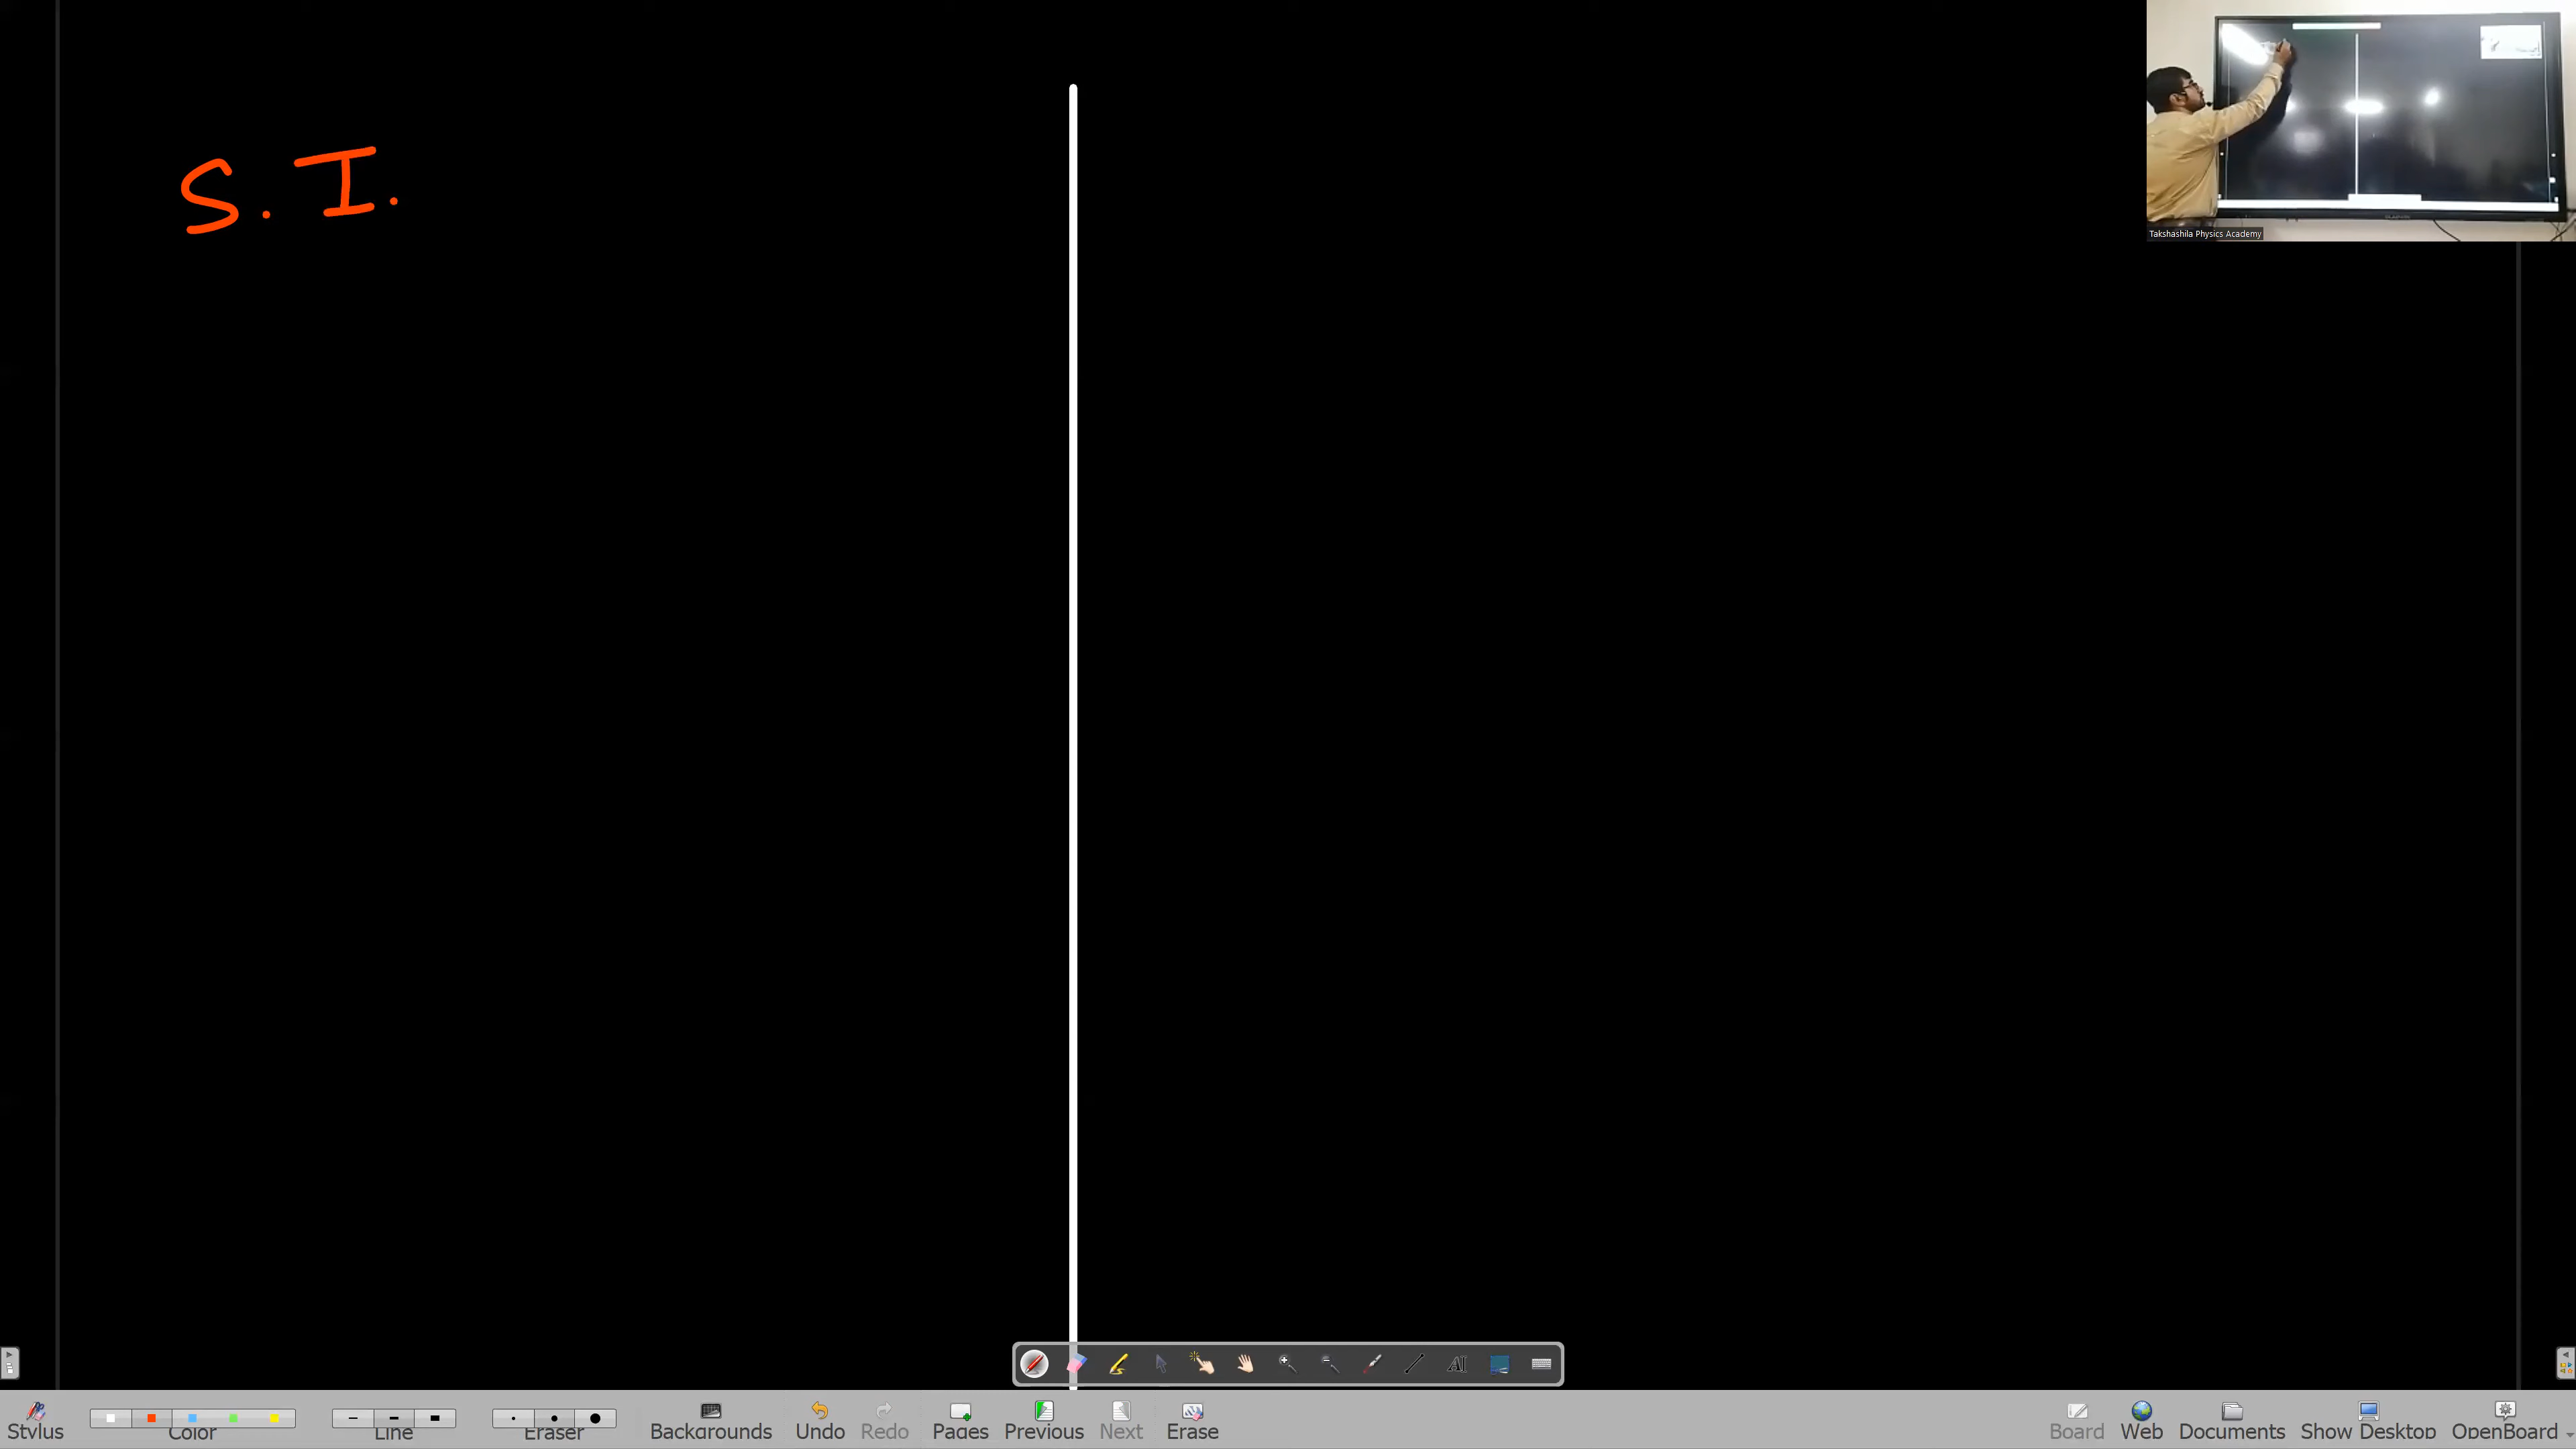 S. I.
Takshashila Physics Academy
Stylus Color Line Eraser Backgrounds Undo Redo Pages Previous Next Erase Board Web Documents Show Desktop OpenBoard